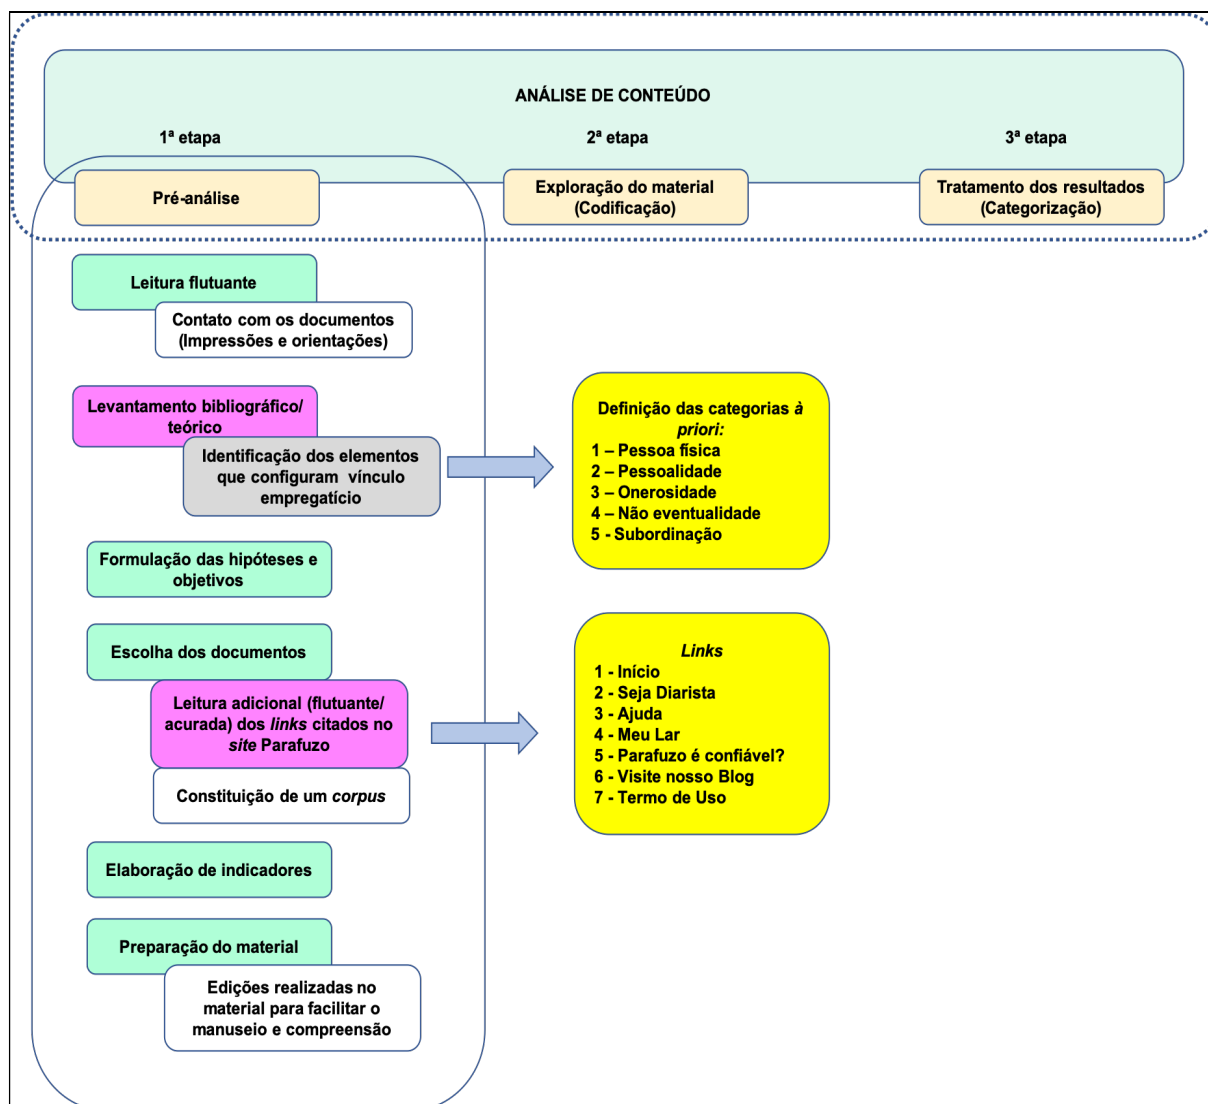 ANÁLISE DE CONTEÚDO
1ª etapa
2ª etapa
3ª etapa
Pré-análise
Exploração do material
(Codificação)
Tratamento dos resultados
(Categorização)
Leitura flutuante
Contato com os documentos
(Impressões e orientações)
Levantamento bibliográfico/
teórico
Identificação dos elementos
que configuram vínculo
empregatício
Definição das categorias à
priori:
1 – Pessoa física
2 – Pessoalidade
3 – Onerosidade
4 – Não eventualidade
5 - Subordinação
Formulação das hipóteses e
objetivos
Escolha dos documentos
Leitura adicional (flutuante/
acurada) dos links citados no
site Parafuzo
Constituição de um corpus
Links
1 - Início
2 - Seja Diarista
3 - Ajuda
4 - Meu Lar
5 - Parafuzo é confiável?
6 - Visite nosso Blog
7 - Termo de Uso
Elaboração de indicadores
Preparação do material
Edições realizadas no
material para facilitar o
manuseio e compreensão